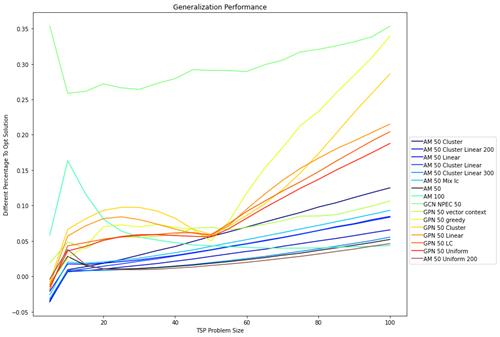 Generalization Performance
Different Percentage To Opt Solution
0.35
0.30
0.25
0.20
0.15
0.10
0.05
0.00
−0.05
20
40
60
80
100
TSP Problem Size
AM 50 Cluster
AM 50 Cluster Linear 200
AM 50 Linear
AM 50 Cluster Linear
AM 50 Cluster Linear 300
AM 50 Mix lc
AM 50
AM 100
GCN NPEC 50
GPN 50 vector context
GPN 50 greedy
GPN 50 Cluster
GPN 50 Linear
GPN 50 LC
GPN 50 Uniform
AM 50 Uniform 200